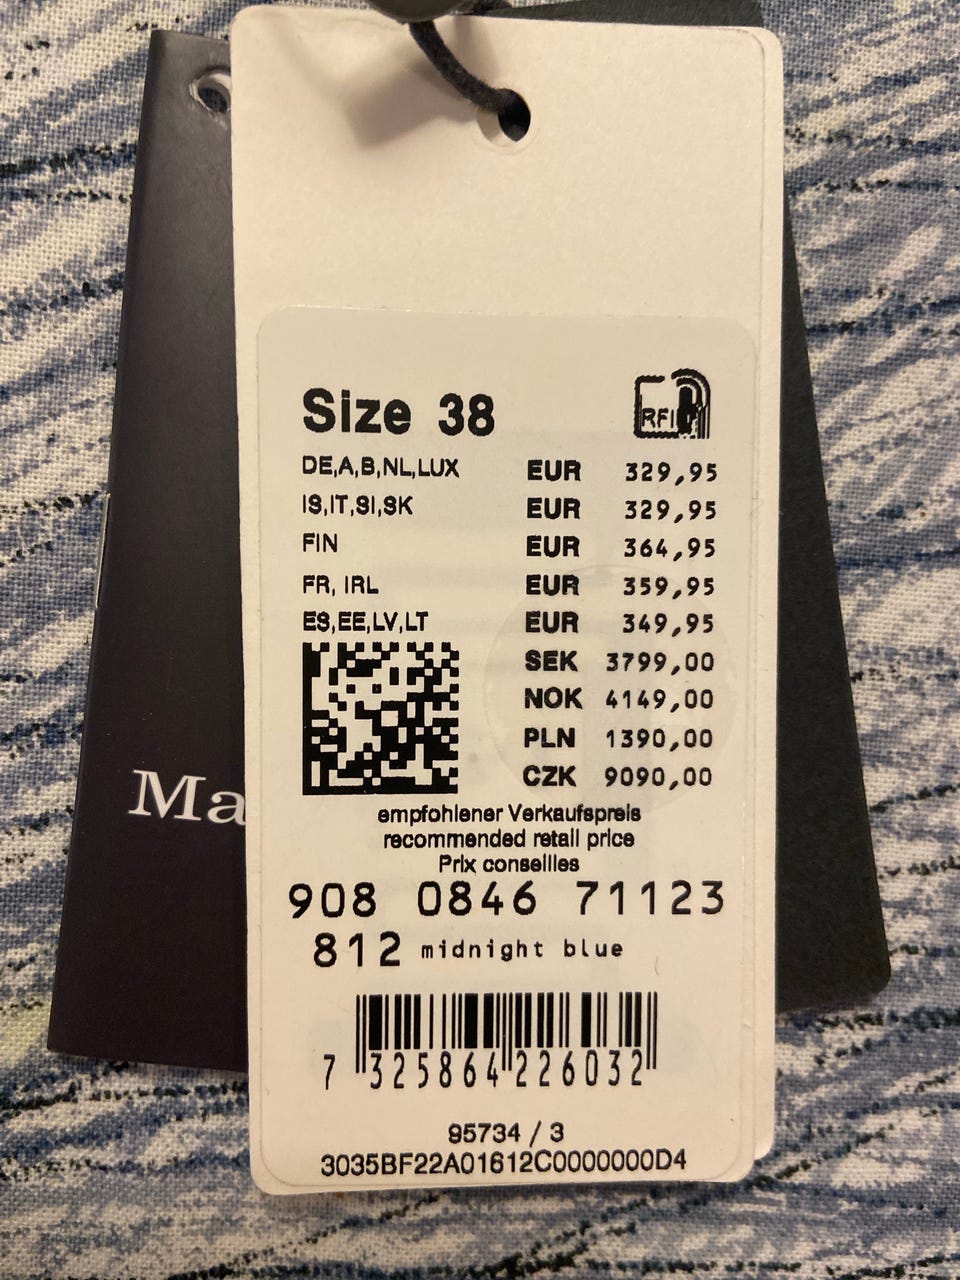 Size 38
RFID
DE,A,B,NL,LUX EUR 329,95
IS,IT,SI,SK EUR 329,95
FIN EUR 364,95
FR, IRL EUR 359,95
ES,EE,LV,LT EUR 349,95
SEK 3799,00
NOK 4149,00
PLN 1390,00
CZK 9090,00
empfohlener Verkaufspreis
recommended retail price
Prix conseilles
908 0846 71123
812 midnight blue
7 325864 226032
95734 / 3
3035BF22A01612C0000000D4
Ma